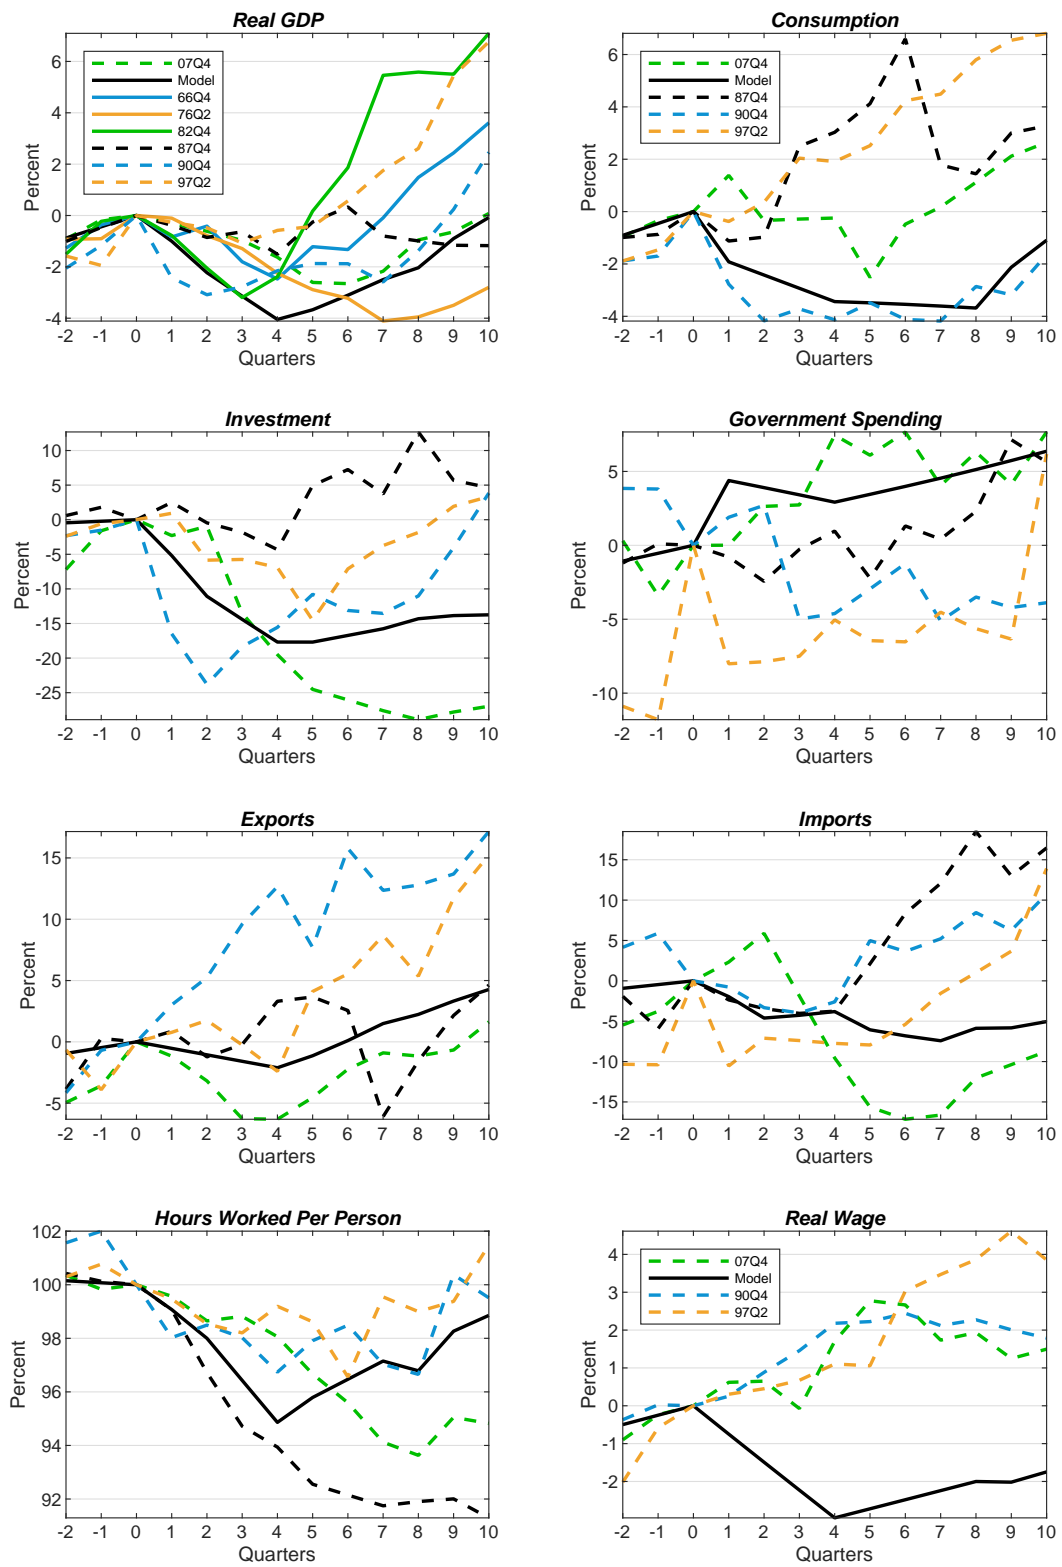 Real GDP
6
4
2
0
-2
-4
Percent
07Q4
Model
66Q4
76Q2
82Q4
87Q4
90Q4
97Q2
-2 -1 0 1 2 3 4 5 6 7 8 9 10
Quarters
Consumption
6
4
2
0
-2
-4
Percent
07Q4
Model
87Q4
90Q4
97Q2
-2 -1 0 1 2 3 4 5 6 7 8 9 10
Quarters
Investment
10
5
0
-5
-10
-15
-20
-25
Percent
-2 -1 0 1 2 3 4 5 6 7 8 9 10
Quarters
Government Spending
5
0
-5
-10
Percent
-2 -1 0 1 2 3 4 5 6 7 8 9 10
Quarters
Exports
15
10
5
0
-5
Percent
-2 -1 0 1 2 3 4 5 6 7 8 9 10
Quarters
Imports
15
10
5
0
-5
-10
-15
Percent
-2 -1 0 1 2 3 4 5 6 7 8 9 10
Quarters
Hours Worked Per Person
102
100
98
96
94
92
Percent
-2 -1 0 1 2 3 4 5 6 7 8 9 10
Quarters
Real Wage
4
3
2
1
0
-1
-2
Percent
07Q4
Model
90Q4
97Q2
-2 -1 0 1 2 3 4 5 6 7 8 9 10
Quarters